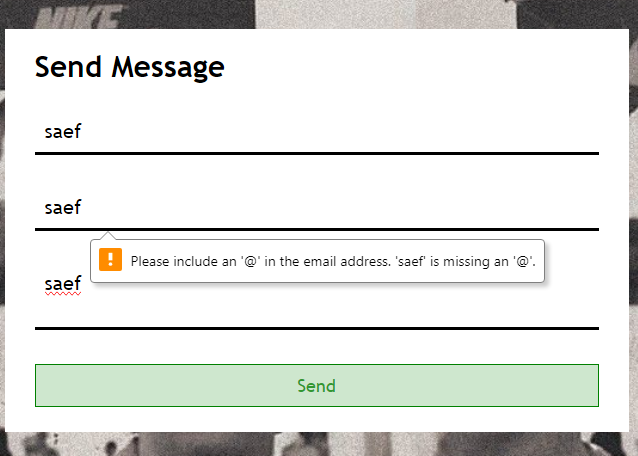 NIKE
Send Message
saef
saef
Please include an '@' in the email address. 'saef' is missing an '@'.
saef
Send